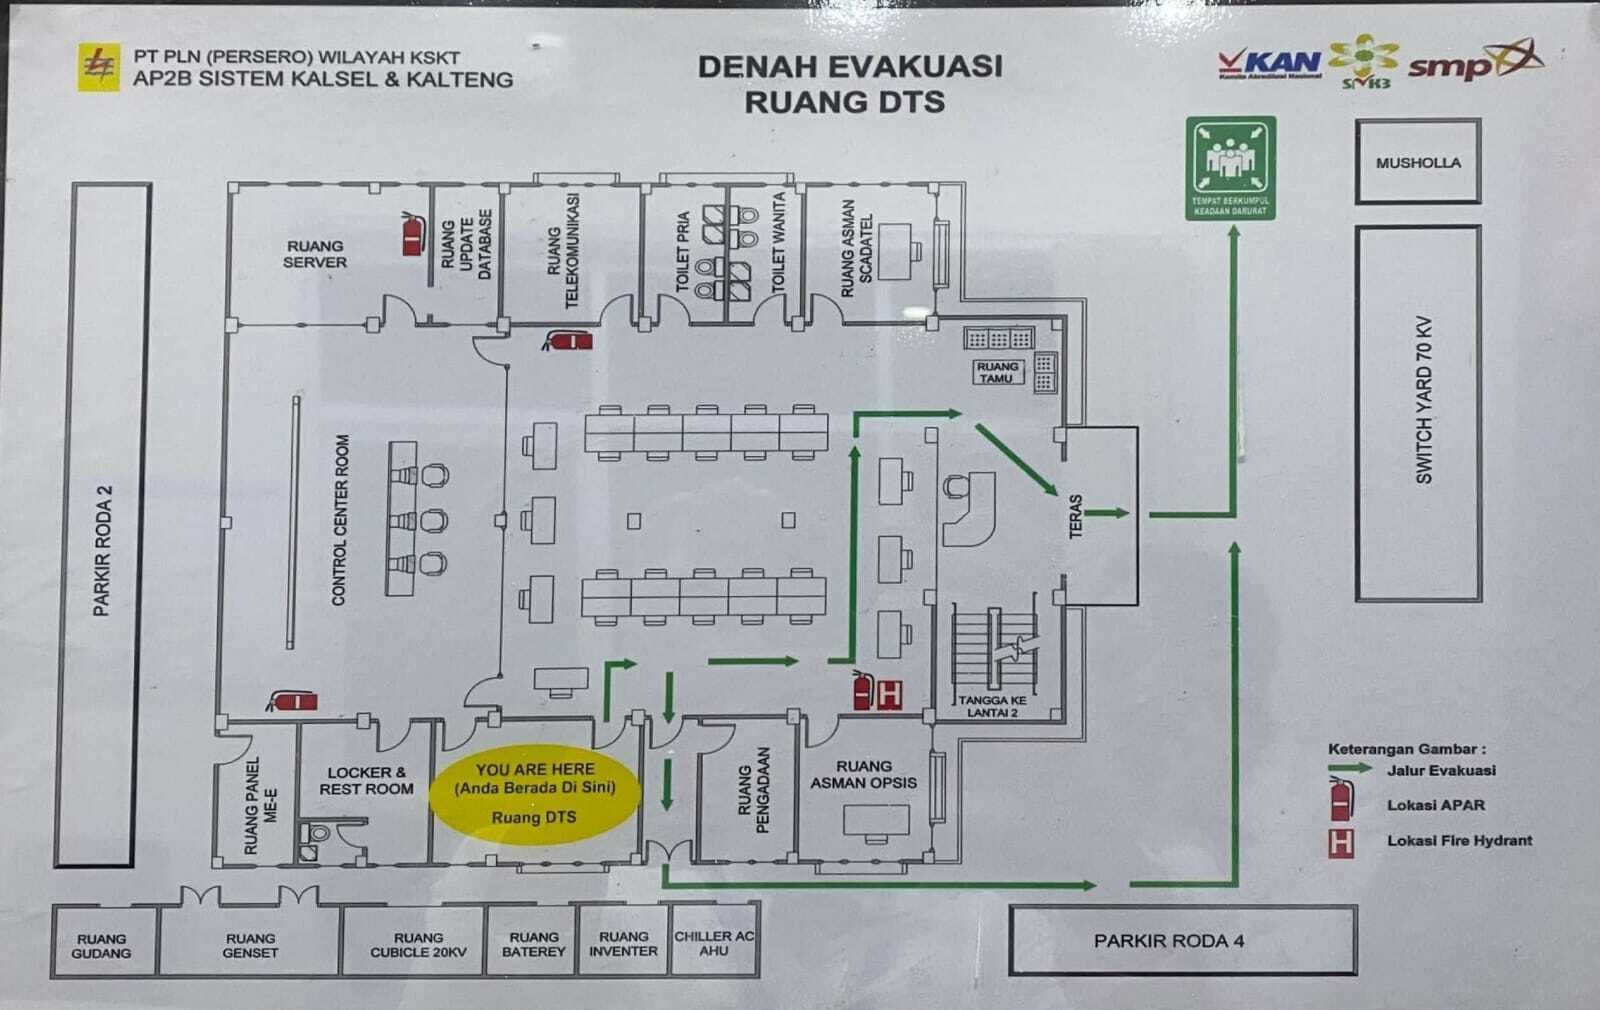 PT PLN (PERSERO) WILAYAH KSKT
AP2B SISTEM KALSEL & KALTENG
DENAH EVAKUASI
RUANG DTS
KAN
Komite Akreditasi Nasional
SMK3
smp
TEMPAT BERKUMPUL
KEADAAN DARURAT
MUSHOLLA
SWITCH YARD 70 KV
PARKIR RODA 2
RUANG
SERVER
RUANG
UPDATE
DATABASE
RUANG
TELEKOMUNIKASI
TOILET PRIA
TOILET WANITA
RUANG ASMAN
SCADATEL
RUANG
TAMU
CONTROL CENTER ROOM
TERAS
TANGGA KE
LANTAI 2
H
RUANG PANEL
ME-E
LOCKER &
REST ROOM
YOU ARE HERE
(Anda Berada Di Sini)
Ruang DTS
RUANG
PENGADAAN
RUANG
ASMAN OPSIS
Keterangan Gambar :
Jalur Evakuasi
Lokasi APAR
H
Lokasi Fire Hydrant
RUANG
GUDANG
RUANG
GENSET
RUANG
CUBICLE 20KV
RUANG
BATEREY
RUANG
INVENTER
CHILLER AC
AHU
PARKIR RODA 4